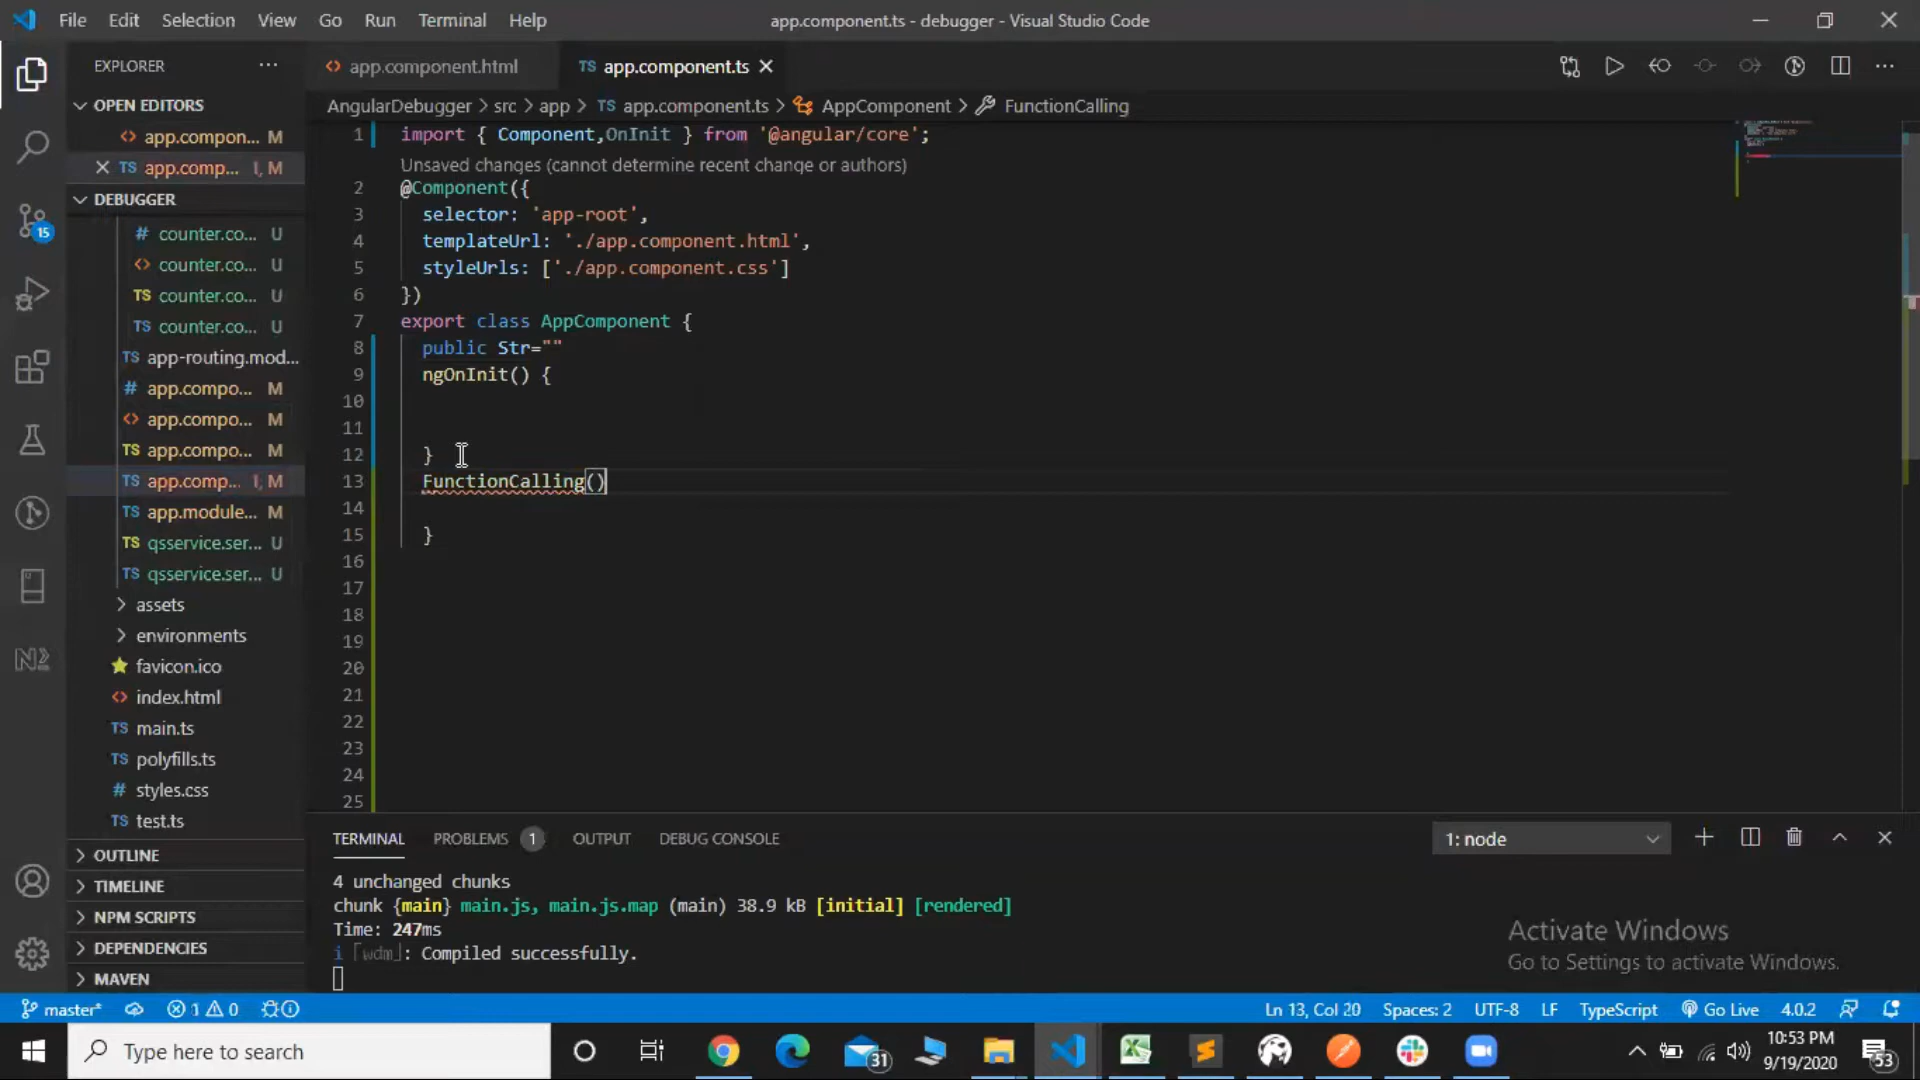 File Edit Selection View Go Run Terminal Help
app.component.ts - debugger - Visual Studio Code
EXPLORER
OPEN EDITORS
app.compon... M
app.comp... I, M
DEBUGGER
counter.co... U
counter.co... U
counter.co... U
counter.co... U
app-routing.mod...
app.compo... M
app.compo... M
app.compo... M
app.comp... I, M
app.module... M
qsservice.ser... U
qsservice.ser... U
assets
environments
favicon.ico
index.html
main.ts
polyfills.ts
styles.css
test.ts
OUTLINE
TIMELINE
NPM SCRIPTS
DEPENDENCIES
MAVEN
15
app.component.html
TS app.component.ts
AngularDebugger > src > app > TS app.component.ts > AppComponent > FunctionCalling
1 import { Component,OnInit } from '@angular/core';
Unsaved changes (cannot determine recent change or authors)
2 @Component({
3 selector: 'app-root',
4 templateUrl: './app.component.html',
5 styleUrls: ['./app.component.css']
6 })
7 export class AppComponent {
8 public Str=""
9 ngOnInit() {
10
11
12 }
13 FunctionCalling()
14
15 }
16
17
18
19
20
21
22
23
24
25
TERMINAL PROBLEMS 1 OUTPUT DEBUG CONSOLE
1: node
4 unchanged chunks
chunk {main} main.js, main.js.map (main) 38.9 kB [initial] [rendered]
Time: 247ms
i ｢wdm｣: Compiled successfully.
Activate Windows
Go to Settings to activate Windows.
master* 1 0
Ln 13, Col 20 Spaces: 2 UTF-8 LF TypeScript Go Live 4.0.2
Type here to search
31
10:53 PM
9/19/2020
53